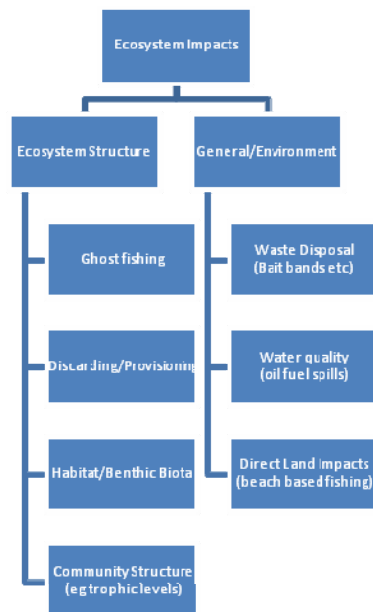 Ecosystem Impacts
Ecosystem Structure
General/Environment
Ghost fishing
Discarding/Provisioning
Habitat/Benthic Biota
Community Structure
(eg trophic levels)
Waste Disposal
(Bait bands etc)
Water quality
(oil fuel spills)
Direct Land Impacts
(beach based fishing)